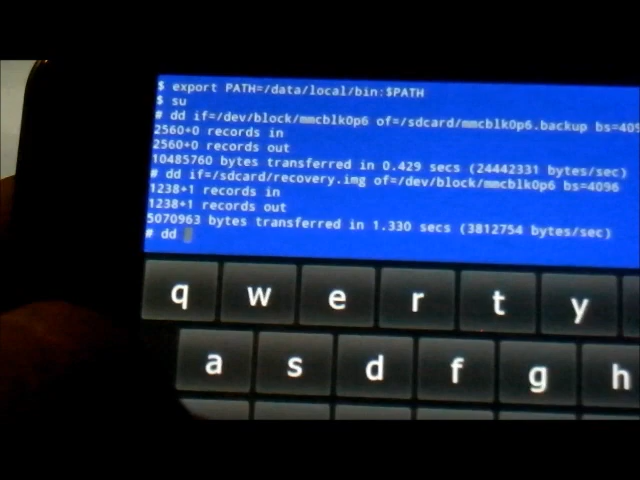 $ export PATH=/data/local/bin:$PATH
$ su
# dd if=/dev/block/mmcblk0p6 of=/sdcard/mmcblk0p6.backup bs=409
2560+0 records in
2560+0 records out
10485760 bytes transferred in 0.429 secs (24442331 bytes/sec)
# dd if=/sdcard/recovery.img of=/dev/block/mmcblk0p6 bs=4096
1238+1 records in
1238+1 records out
5070963 bytes transferred in 1.330 secs (3812754 bytes/sec)
# dd
q w e r t y
a s d f g h